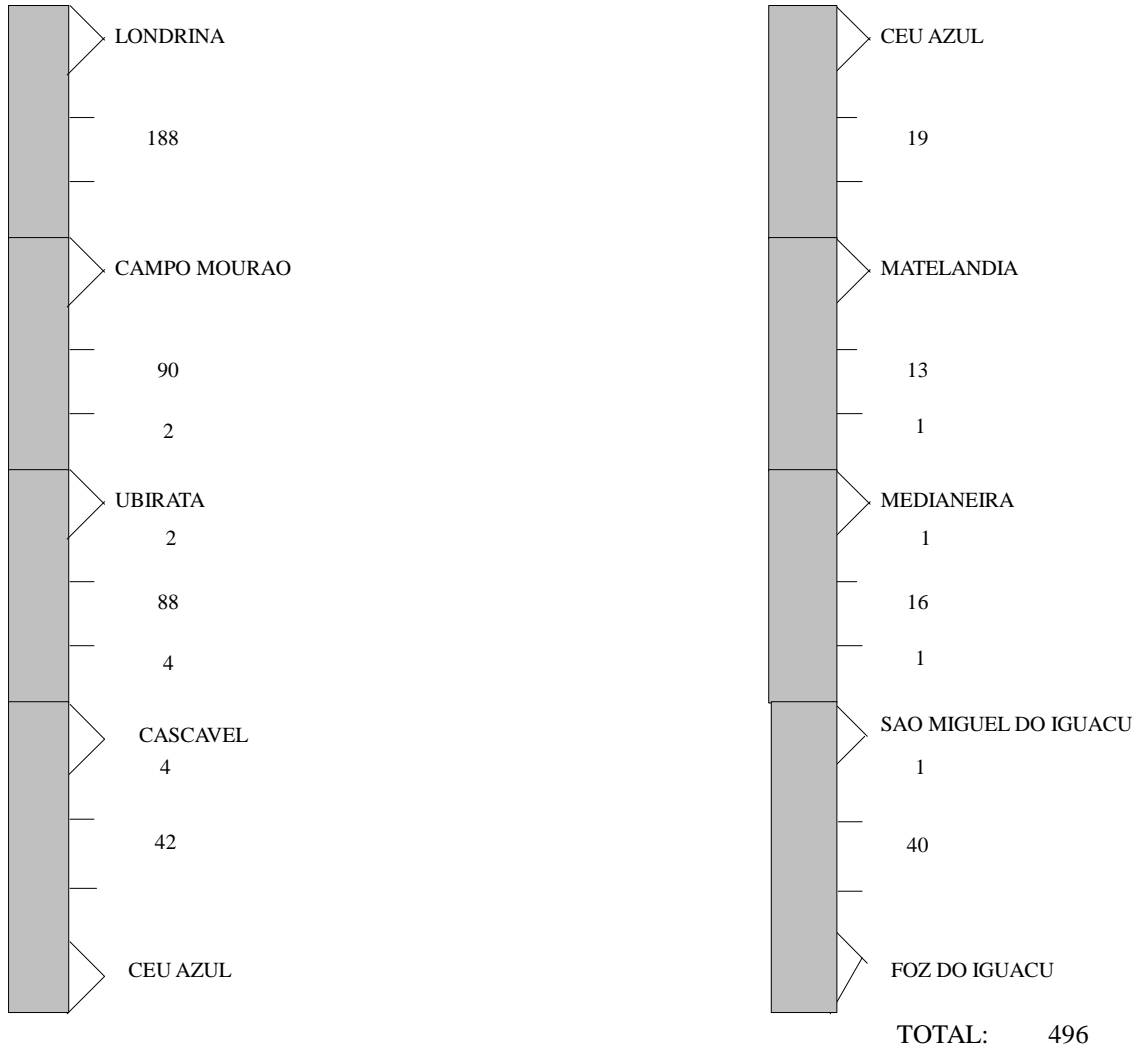 LONDRINA
188
CAMPO MOURAO
90
2
UBIRATA
2
88
4
CASCAVEL
4
42
CEU AZUL
CEU AZUL
19
MATELANDIA
13
1
MEDIANEIRA
1
16
1
SAO MIGUEL DO IGUACU
1
40
FOZ DO IGUACU
TOTAL: 496